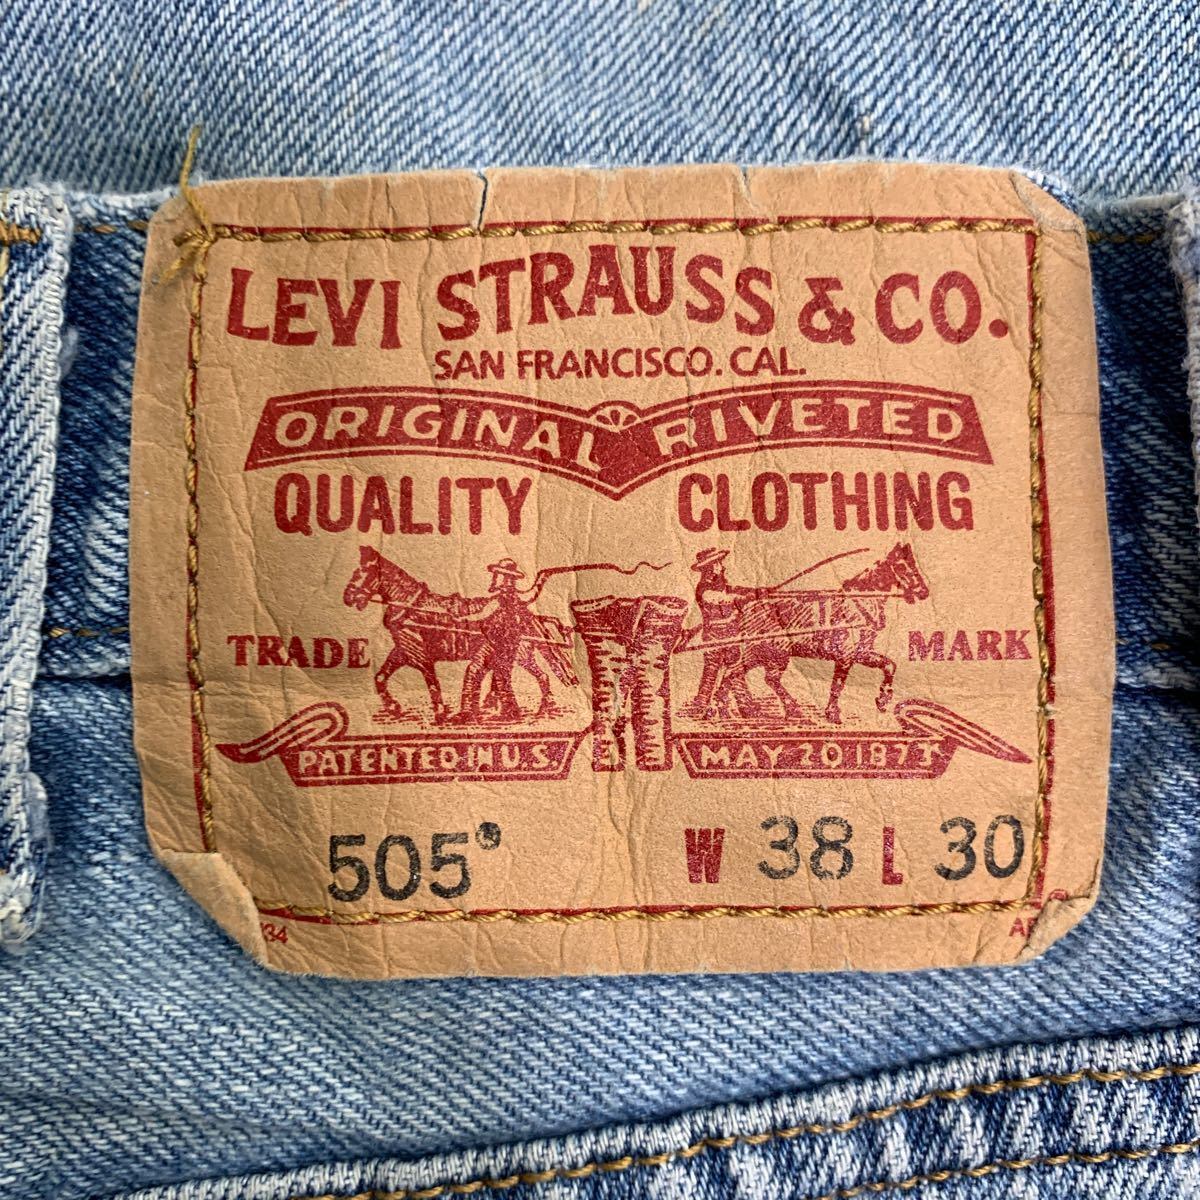 LEVI STRAUSS & CO.
SAN FRANCISCO. CAL.
ORIGINAL RIVETED
QUALITY CLOTHING
TRADE MARK
PATENTED IN U.S. MAY 20 1873
505 W 38 L 30